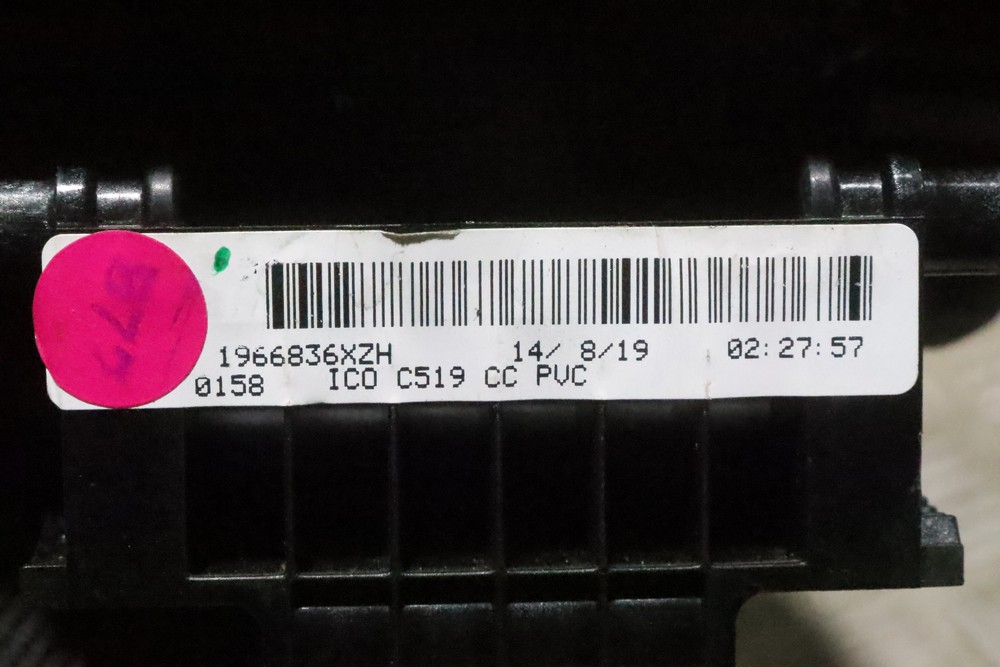 1966836XZH 14/ 8/19 02:27:57
0158 ICO C519 CC PVC